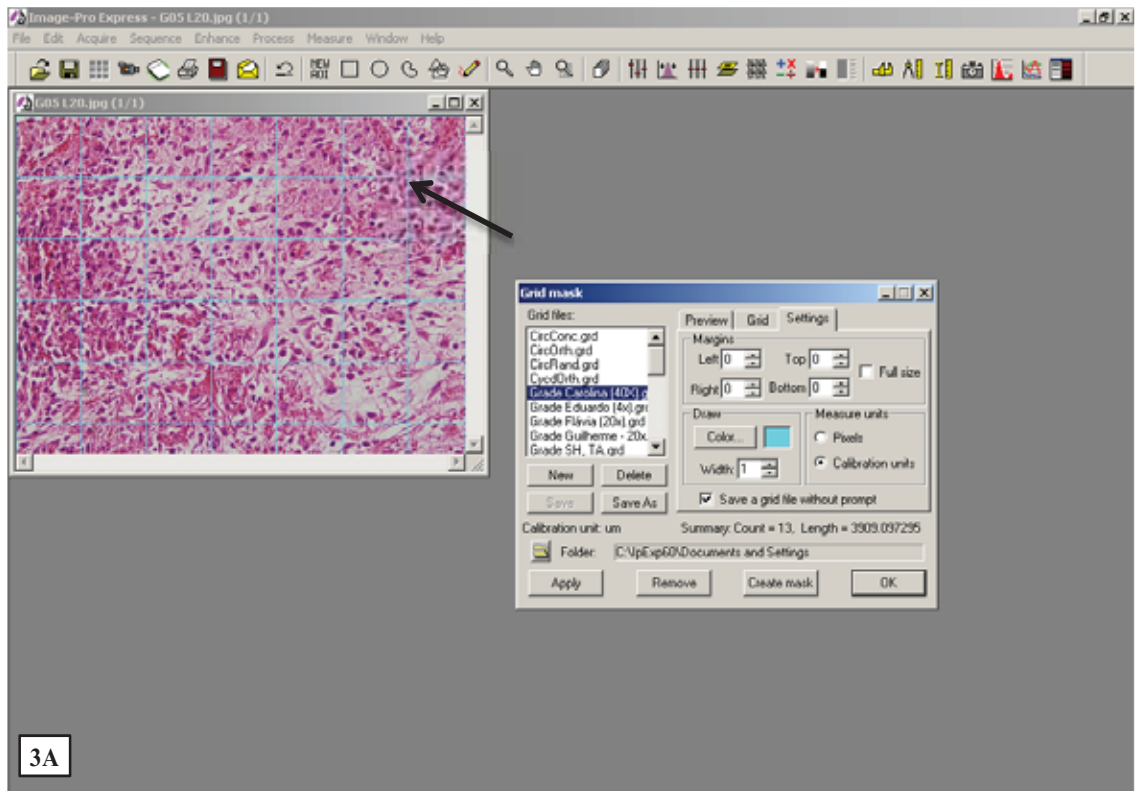 Image-Pro Express - G05 L20.jpg (1/1)
File Edit Acquire Sequence Enhance Process Measure Window Help
NEW AOI
G05 L20.jpg (1/1)
Grid mask
Grid files:
CircConc.grd
CircOrth.grd
CircRand.grd
CycdOrth.grd
Grade Carolina (40X).g
Grade Eduardo (4x).grc
Grade Flávia (20x).grd
Grade Guilherme - 20x.
Grade SH, TA.grd
New Delete
Save Save As
Preview Grid Settings
Margins
Left 0 Top 0 Full size
Right 0 Bottom 0
Draw
Color...
Width: 1
Measure units
Pixels
Calibration units
Save a grid file without prompt
Calibration unit: um Summary: Count = 13, Length = 3909.097295
Folder: C:\IpExp60\Documents and Settings
Apply Remove Create mask OK
3A